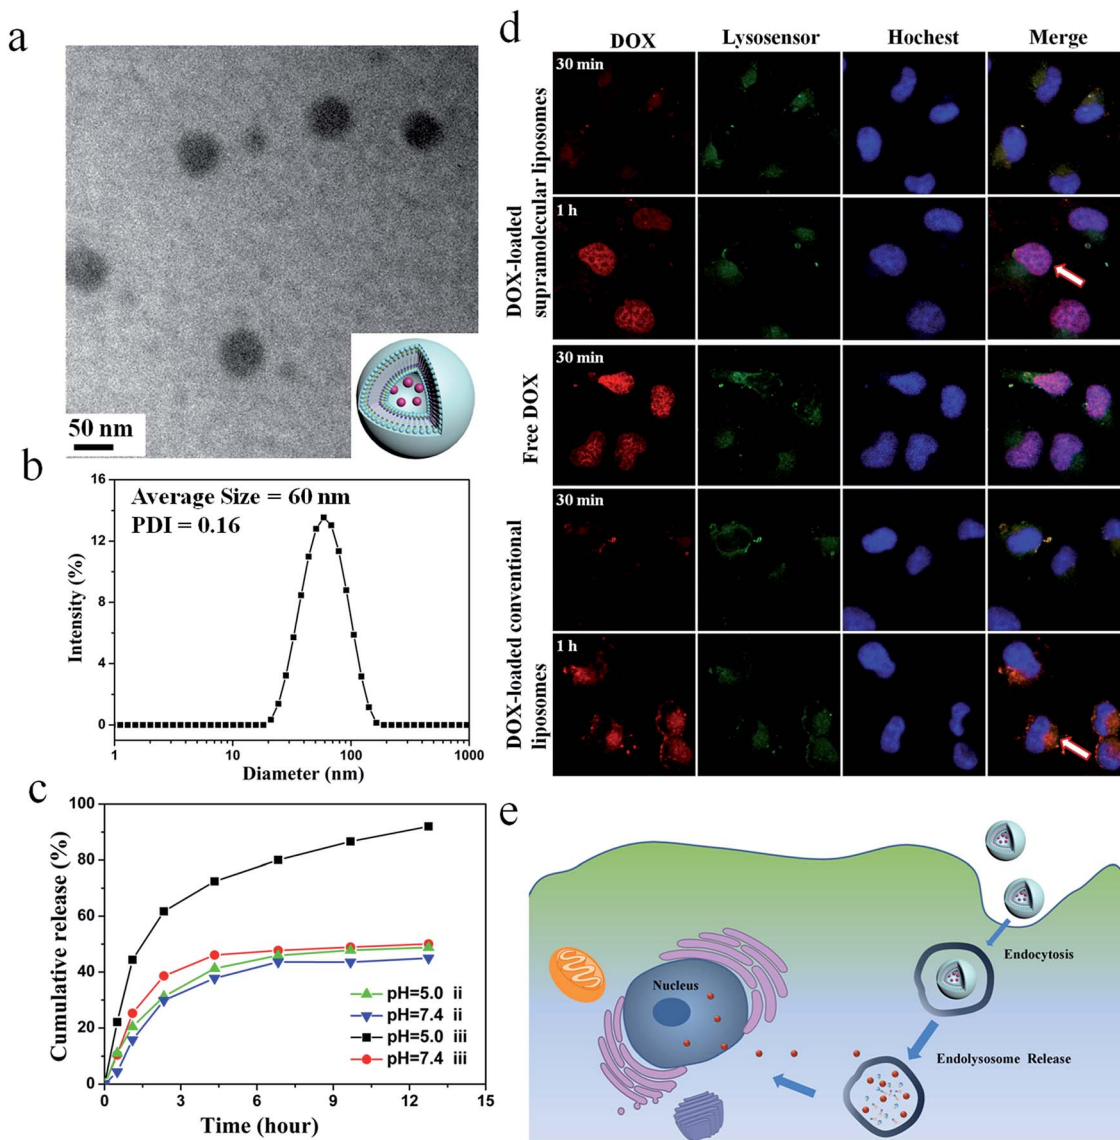 a
50 nm
b
Average Size = 60 nm
PDI = 0.16
16
12
8
4
0
Intensity (%)
1
10
100
1000
Diameter (nm)
c
100
80
60
40
20
0
Cumulative release (%)
pH=5.0 ii
pH=7.4 ii
pH=5.0 iii
pH=7.4 iii
0
3
6
9
12
15
Time (hour)
d
DOX
Lysosensor
Hochest
Merge
DOX-loaded
supramolecular liposomes
30 min
1 h
Free DOX
30 min
DOX-loaded conventional
liposomes
30 min
1 h
e
Endocytosis
Nucleus
Endolysosome Release